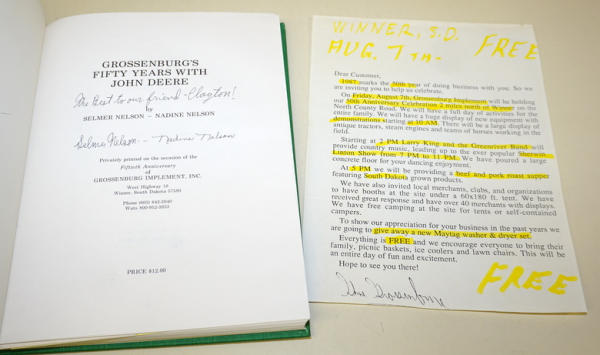 GROSSENBURG'S
FIFTY YEARS WITH
JOHN DEERE
The Best to our friend - Clayton!
by
SELMER NELSON - NADINE NELSON
Selmer Nelson - Nadine Nelson
Privately printed on the occasion of the
Fiftieth Anniversary
of
GROSSENBURG IMPLEMENT, INC.
West Highway 18
Winner, South Dakota 57580
Phone (605) 842-2040
PRICE $12.00
WINNER, S.D. FREE
AUG. 7TH-
Dear Customer,
1987 marks the 50th year of doing business with you. So we
are inviting you to help us celebrate.
On Friday, August 7th, Grossenburg Implement will be holding
our 50th Anniversary Celebration 2 miles north of Winner on the
North County Road. We will have a full day of activities for the
entire family. We will have a huge display of new equipment with
demonstrations starting at 10 AM. There will be a large display of
antique tractors, steam engines and teams of horses working in the
field.
Starting at 2 PM Larry King and the Greenriver Band will
provide country music, leading up to the ever popular Sherwin
Linton Show from 7 PM to 11 PM. We have poured a large
concrete floor for your dancing enjoyment.
At 5 PM we will be providing a beef and pork roast supper
featuring South Dakota grown products.
We have also invited local merchants, clubs, and organizations
to have booths at the site under a 60x180 ft. tent. We have
received great response and have over 40 merchants with displays.
We have free camping at the site for tents or self-contained
campers.
To show our appreciation for your business in the past years we
are going to give away a new Maytag washer & dryer set.
Everything is FREE and we encourage everyone to bring their
family, picnic baskets, ice coolers and lawn chairs. This will be
an entire day of fun and excitement.
Hope to see you there!
FREE